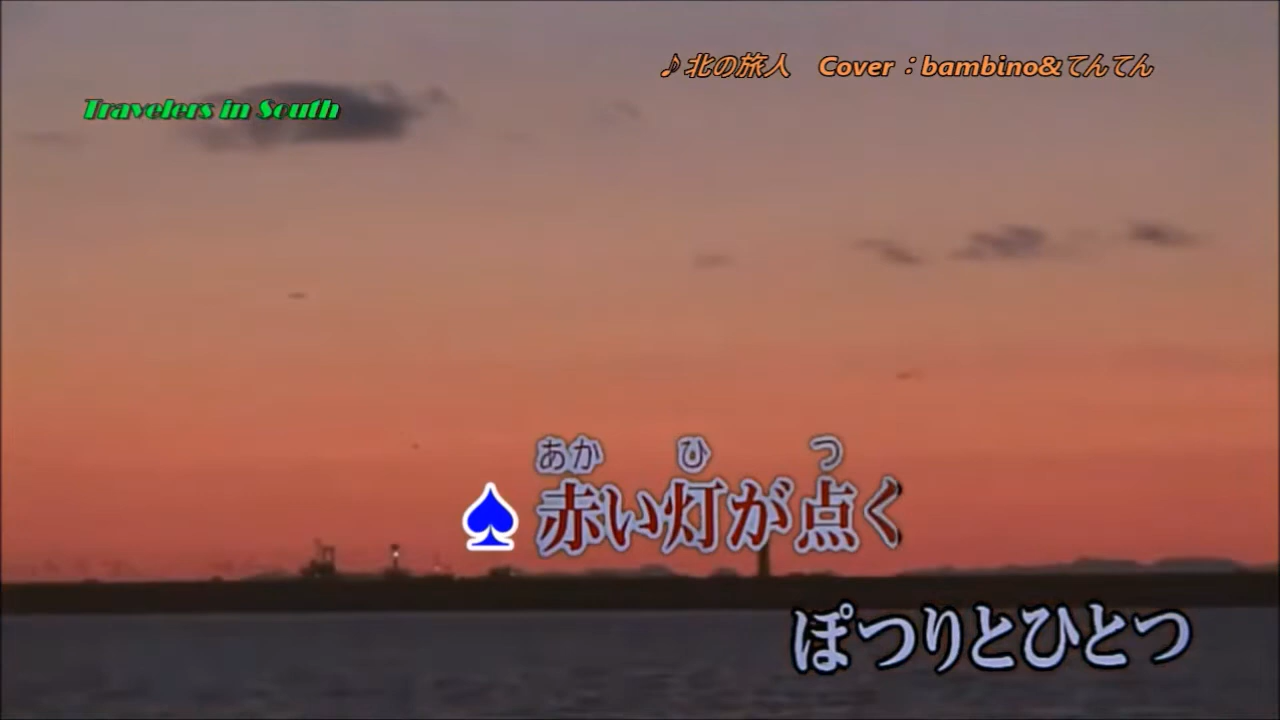 ♪北の旅人 Cover：bambino&てんてん
Travelers in South
あか ひ つ
♠赤い灯が点く
ぽつりとひとつ